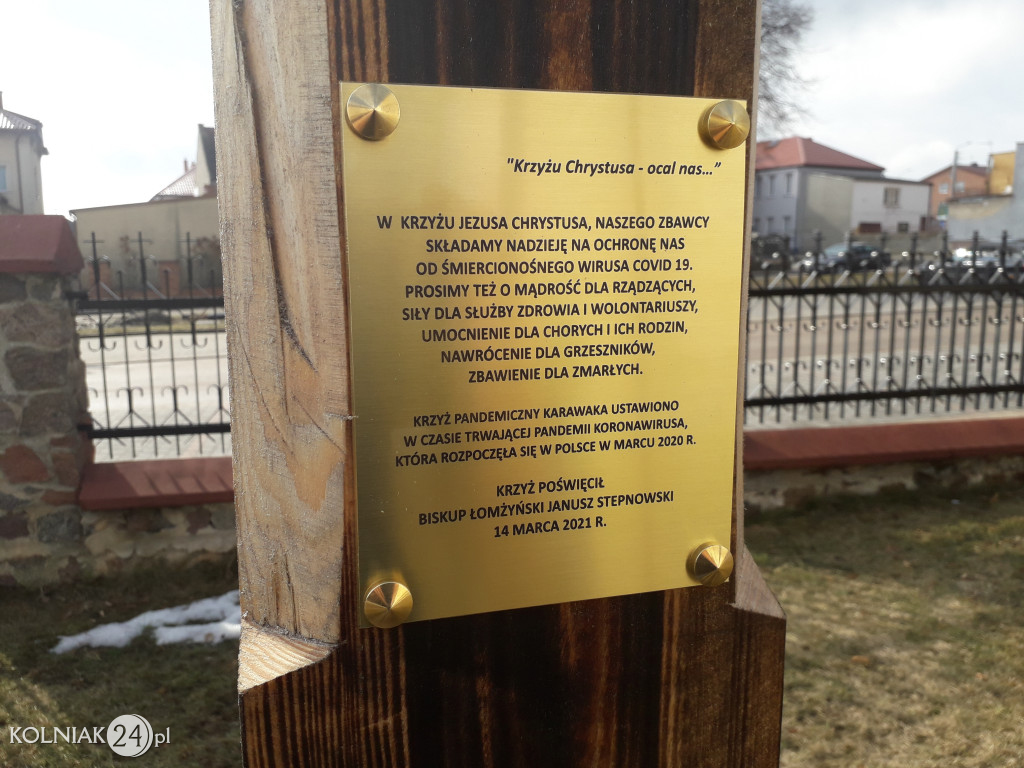 "Krzyżu Chrystusa - ocal nas..."
W KRZYŻU JEZUSA CHRYSTUSA, NASZEGO ZBAWCY
SKŁADAMY NADZIEJĘ NA OCHRONĘ NAS
OD ŚMIERCIONOŚNEGO WIRUSA COVID 19.
PROSIMY TEŻ O MĄDROŚĆ DLA RZĄDZĄCYCH,
SIŁY DLA SŁUŻBY ZDROWIA I WOLONTARIUSZY,
UMOCNIENIE DLA CHORYCH I ICH RODZIN,
NAWRÓCENIE DLA GRZESZNIKÓW,
ZBAWIENIE DLA ZMARŁYCH.
KRZYŻ PANDEMICZNY KARAWAKA USTAWIONO
W CZASIE TRWAJĄCEJ PANDEMII KORONAWIRUSA,
KTÓRA ROZPOCZĘŁA SIĘ W POLSCE W MARCU 2020 R.
KRZYŻ POŚWIĘCIŁ
BISKUP ŁOMŻYŃSKI JANUSZ STEPNOWSKI
14 MARCA 2021 R.
KOLNIAK 24 .pl